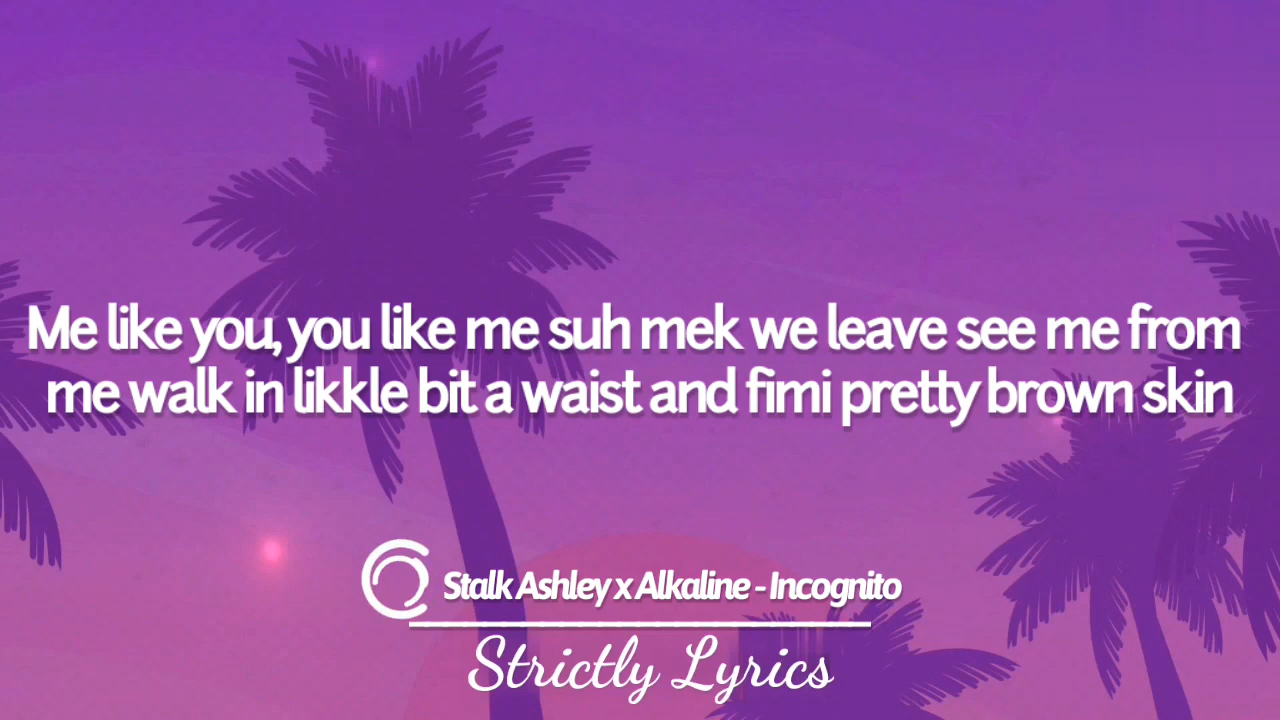 Me like you, you like me suh mek we leave see me from
me walk in likkle bit a waist and fimi pretty brown skin
Stalk Ashley x Alkaline - Incognito
Strictly Lyrics